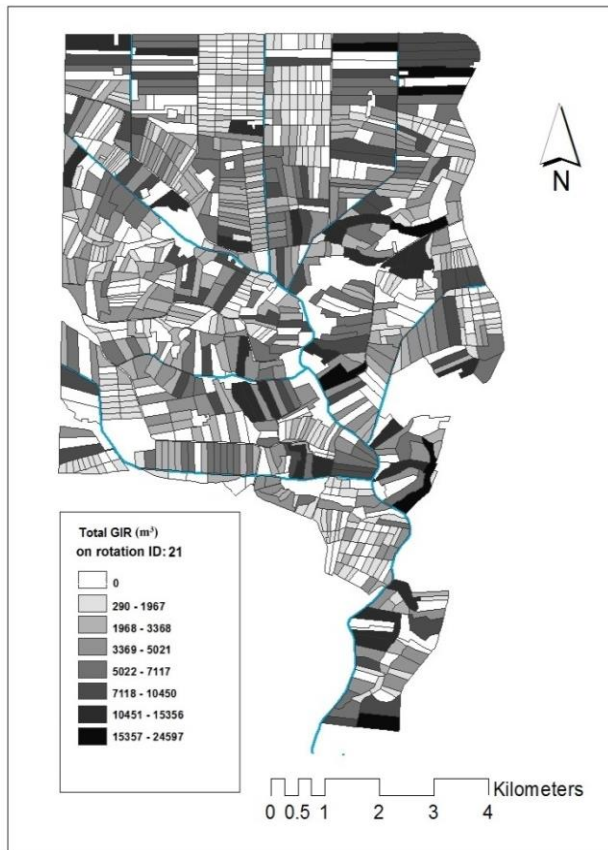 N
Total GIR (m³)
on rotation ID: 21
0
290 - 1967
1968 - 3368
3369 - 5021
5022 - 7117
7118 - 10450
10451 - 15356
15357 - 24597
Kilometers
0 0.5 1 2 3 4